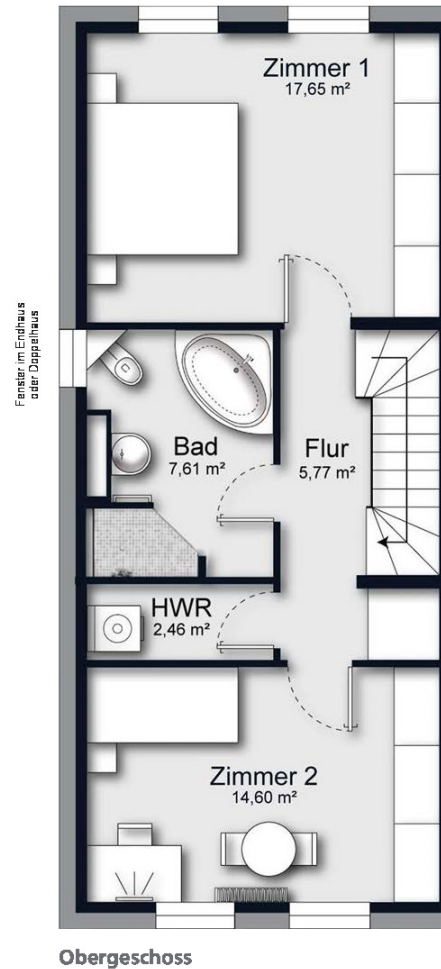 Zimmer 1
17,65 m²
Fenster im Endhaus
oder Doppelhaus
Bad
7,61 m²
Flur
5,77 m²
HWR
2,46 m²
Zimmer 2
14,60 m²
Obergeschoss